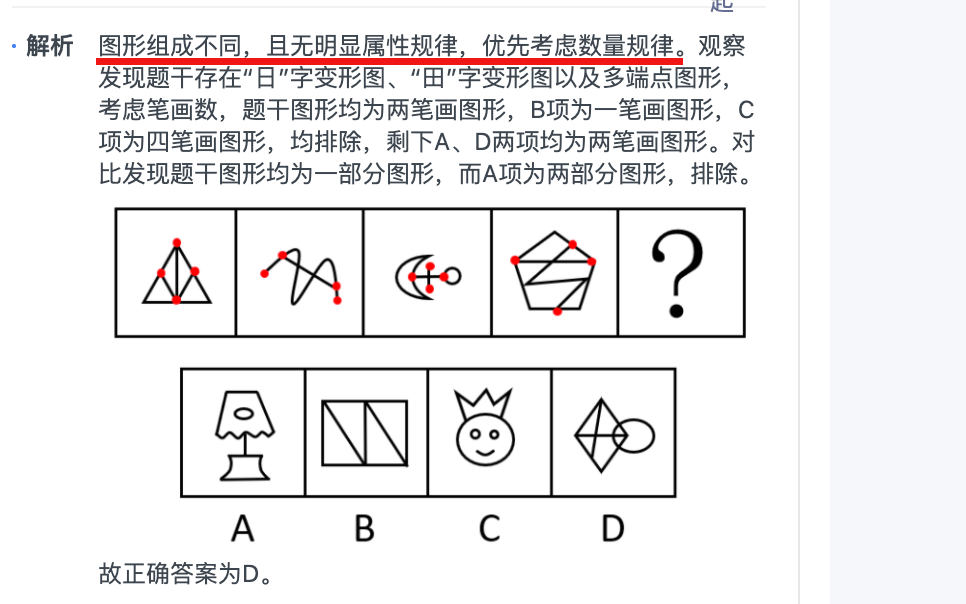 起
· 解析 图形组成不同，且无明显属性规律，优先考虑数量规律。观察
发现题干存在“日”字变形图、“田”字变形图以及多端点图形，
考虑笔画数，题干图形均为两笔画图形，B项为一笔画图形，C
项为四笔画图形，均排除，剩下A、D两项均为两笔画图形。对
比发现题干图形均为一部分图形，而A项为两部分图形，排除。
?
A B C D
故正确答案为D。